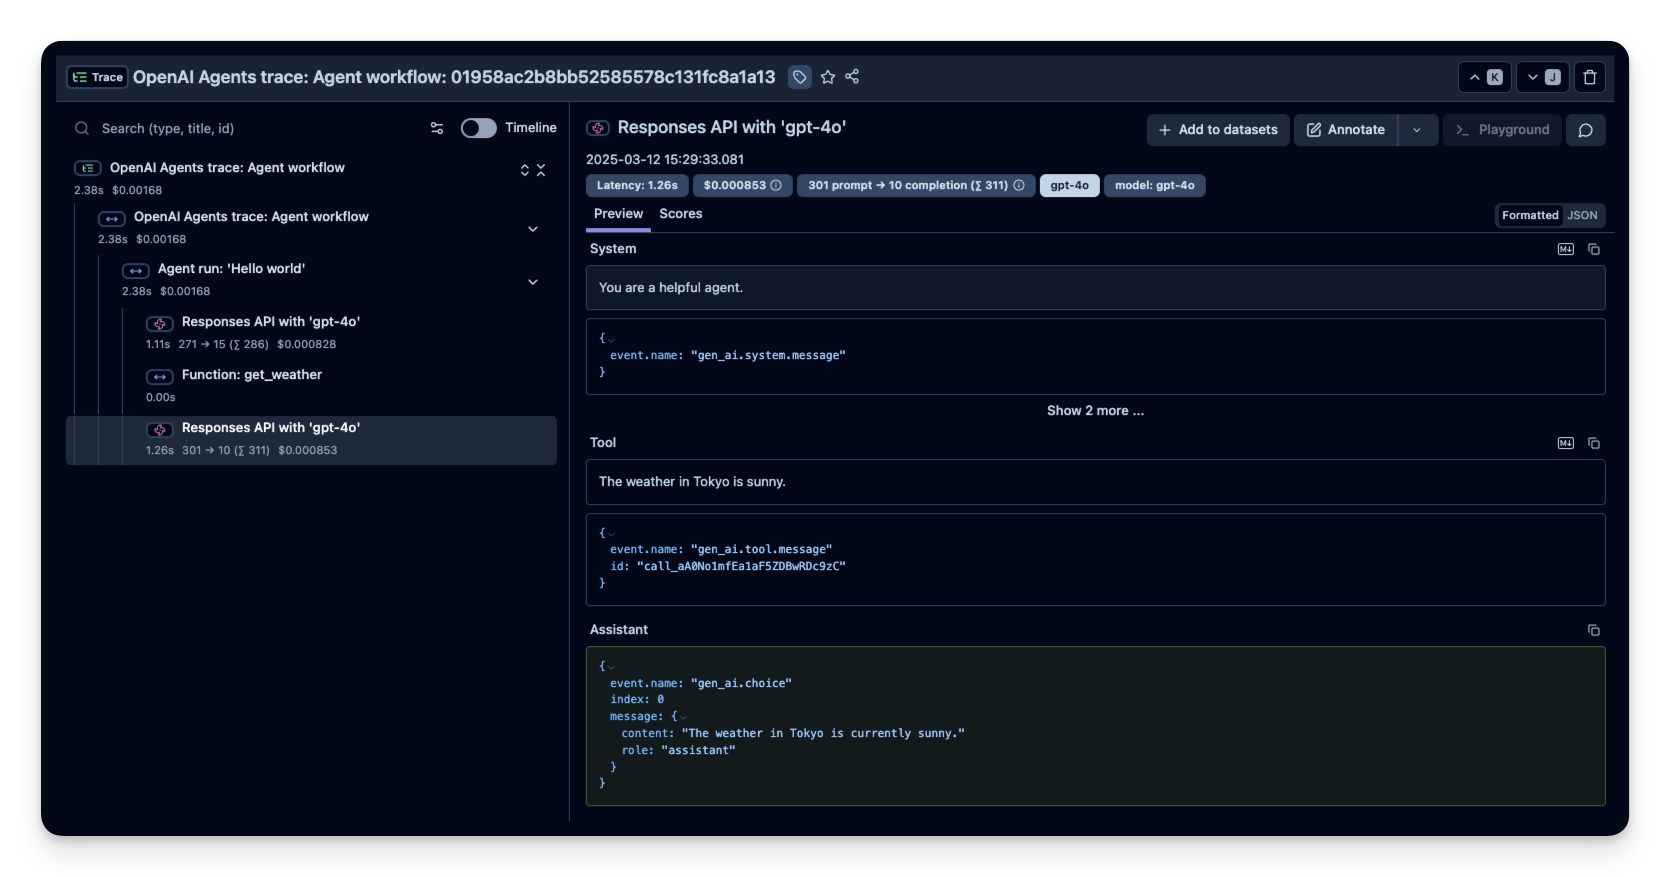 Trace OpenAI Agents trace: Agent workflow: 01958ac2b8bb52585578c131fc8a1a13 K J
Search (type, title, id) Timeline
OpenAI Agents trace: Agent workflow
2.38s $0.00168
OpenAI Agents trace: Agent workflow
2.38s $0.00168
Agent run: 'Hello world'
2.38s $0.00168
Responses API with 'gpt-4o'
1.11s 271 → 15 (∑ 286) $0.000828
Function: get_weather
0.00s
Responses API with 'gpt-4o'
1.26s 301 → 10 (∑ 311) $0.000853
Responses API with 'gpt-4o'
Add to datasets Annotate Playground
2025-03-12 15:29:33.081
Latency: 1.26s $0.000853 301 prompt → 10 completion (∑ 311) gpt-4o model: gpt-4o
Preview Scores Formatted JSON
System M↓
You are a helpful agent.
{
event.name: "gen_ai.system.message"
}
Show 2 more ...
Tool M↓
The weather in Tokyo is sunny.
{
event.name: "gen_ai.tool.message"
id: "call_aA0No1mfEa1aF5ZDBwRDc9zC"
}
Assistant
{
event.name: "gen_ai.choice"
index: 0
message: {
content: "The weather in Tokyo is currently sunny."
role: "assistant"
}
}